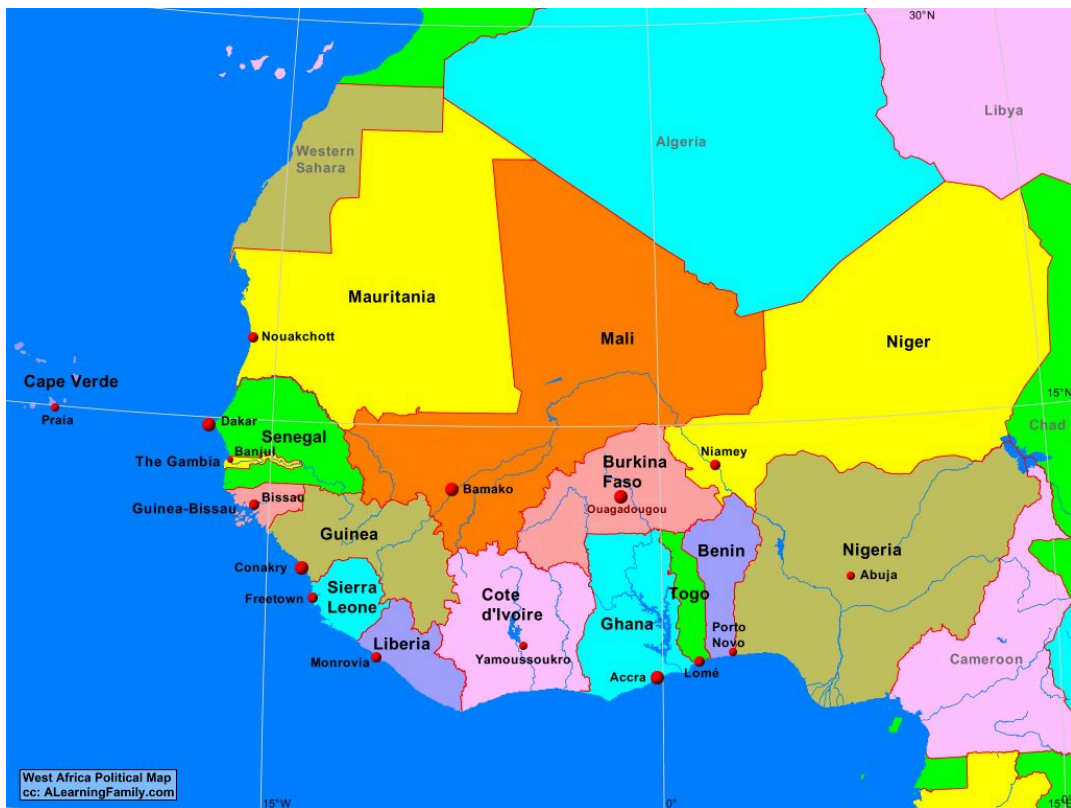 30°N
Libya
Algeria
Western
Sahara
Mauritania
Nouakchott
Mali
Niger
Cape Verde
Praia
15°N
Chad
Dakar
Senegal
Banjul
The Gambia
Niamey
Burkina
Faso
Ouagadougou
Bamako
Bissau
Guinea-Bissau
Guinea
Benin
Nigeria
Abuja
Conakry
Sierra
Leone
Freetown
Cote
d'Ivoire
Togo
Ghana
Liberia
Porto
Novo
Monrovia
Yamoussoukro
Cameroon
Accra
Lomé
West Africa Political Map
cc: ALearningFamily.com
15°W
0°
15°E
0°